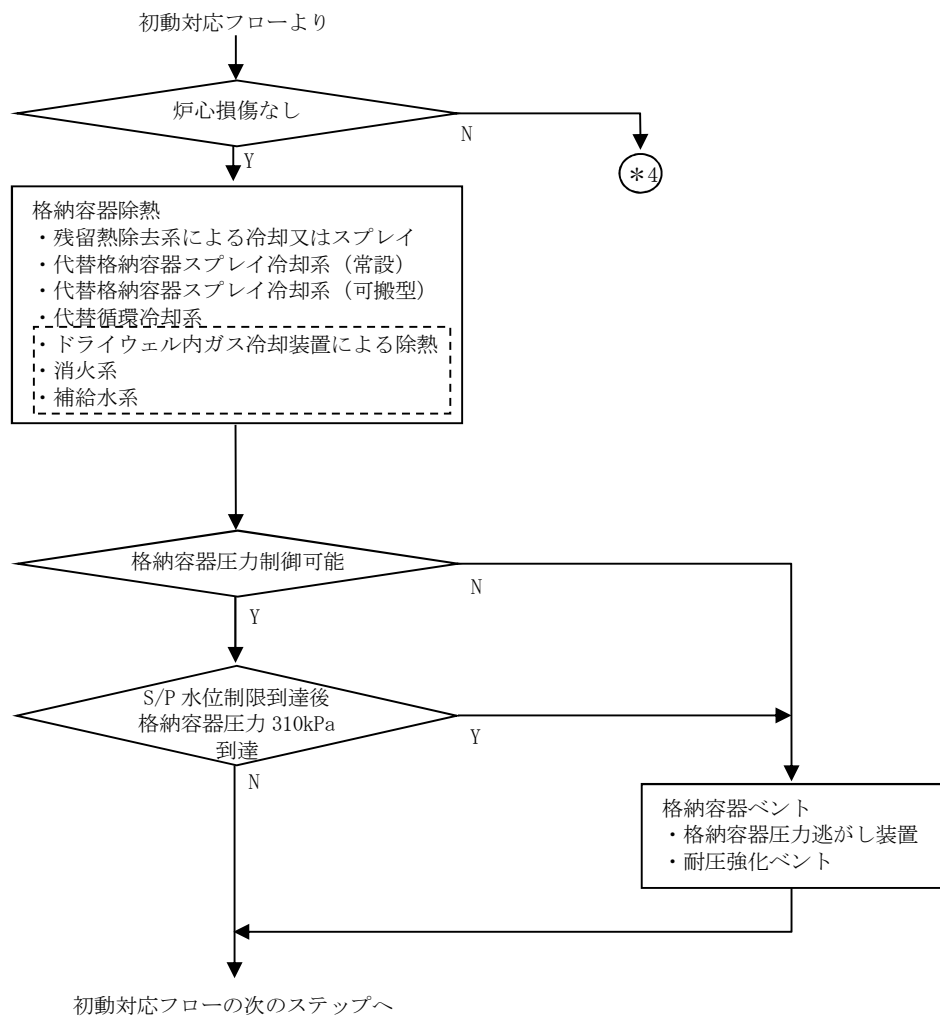 初動対応フローより
炉心損傷なし
N
Y
＊4
格納容器除熱
・残留熱除去系による冷却又はスプレイ
・代替格納容器スプレイ冷却系（常設）
・代替格納容器スプレイ冷却系（可搬型）
・代替循環冷却系
・ドライウェル内ガス冷却装置による除熱
・消火系
・補給水系
格納容器圧力制御可能
N
Y
S/P 水位制限到達後
格納容器圧力 310kPa
到達
Y
N
格納容器ベント
・格納容器圧力逃がし装置
・耐圧強化ベント
初動対応フローの次のステップへ